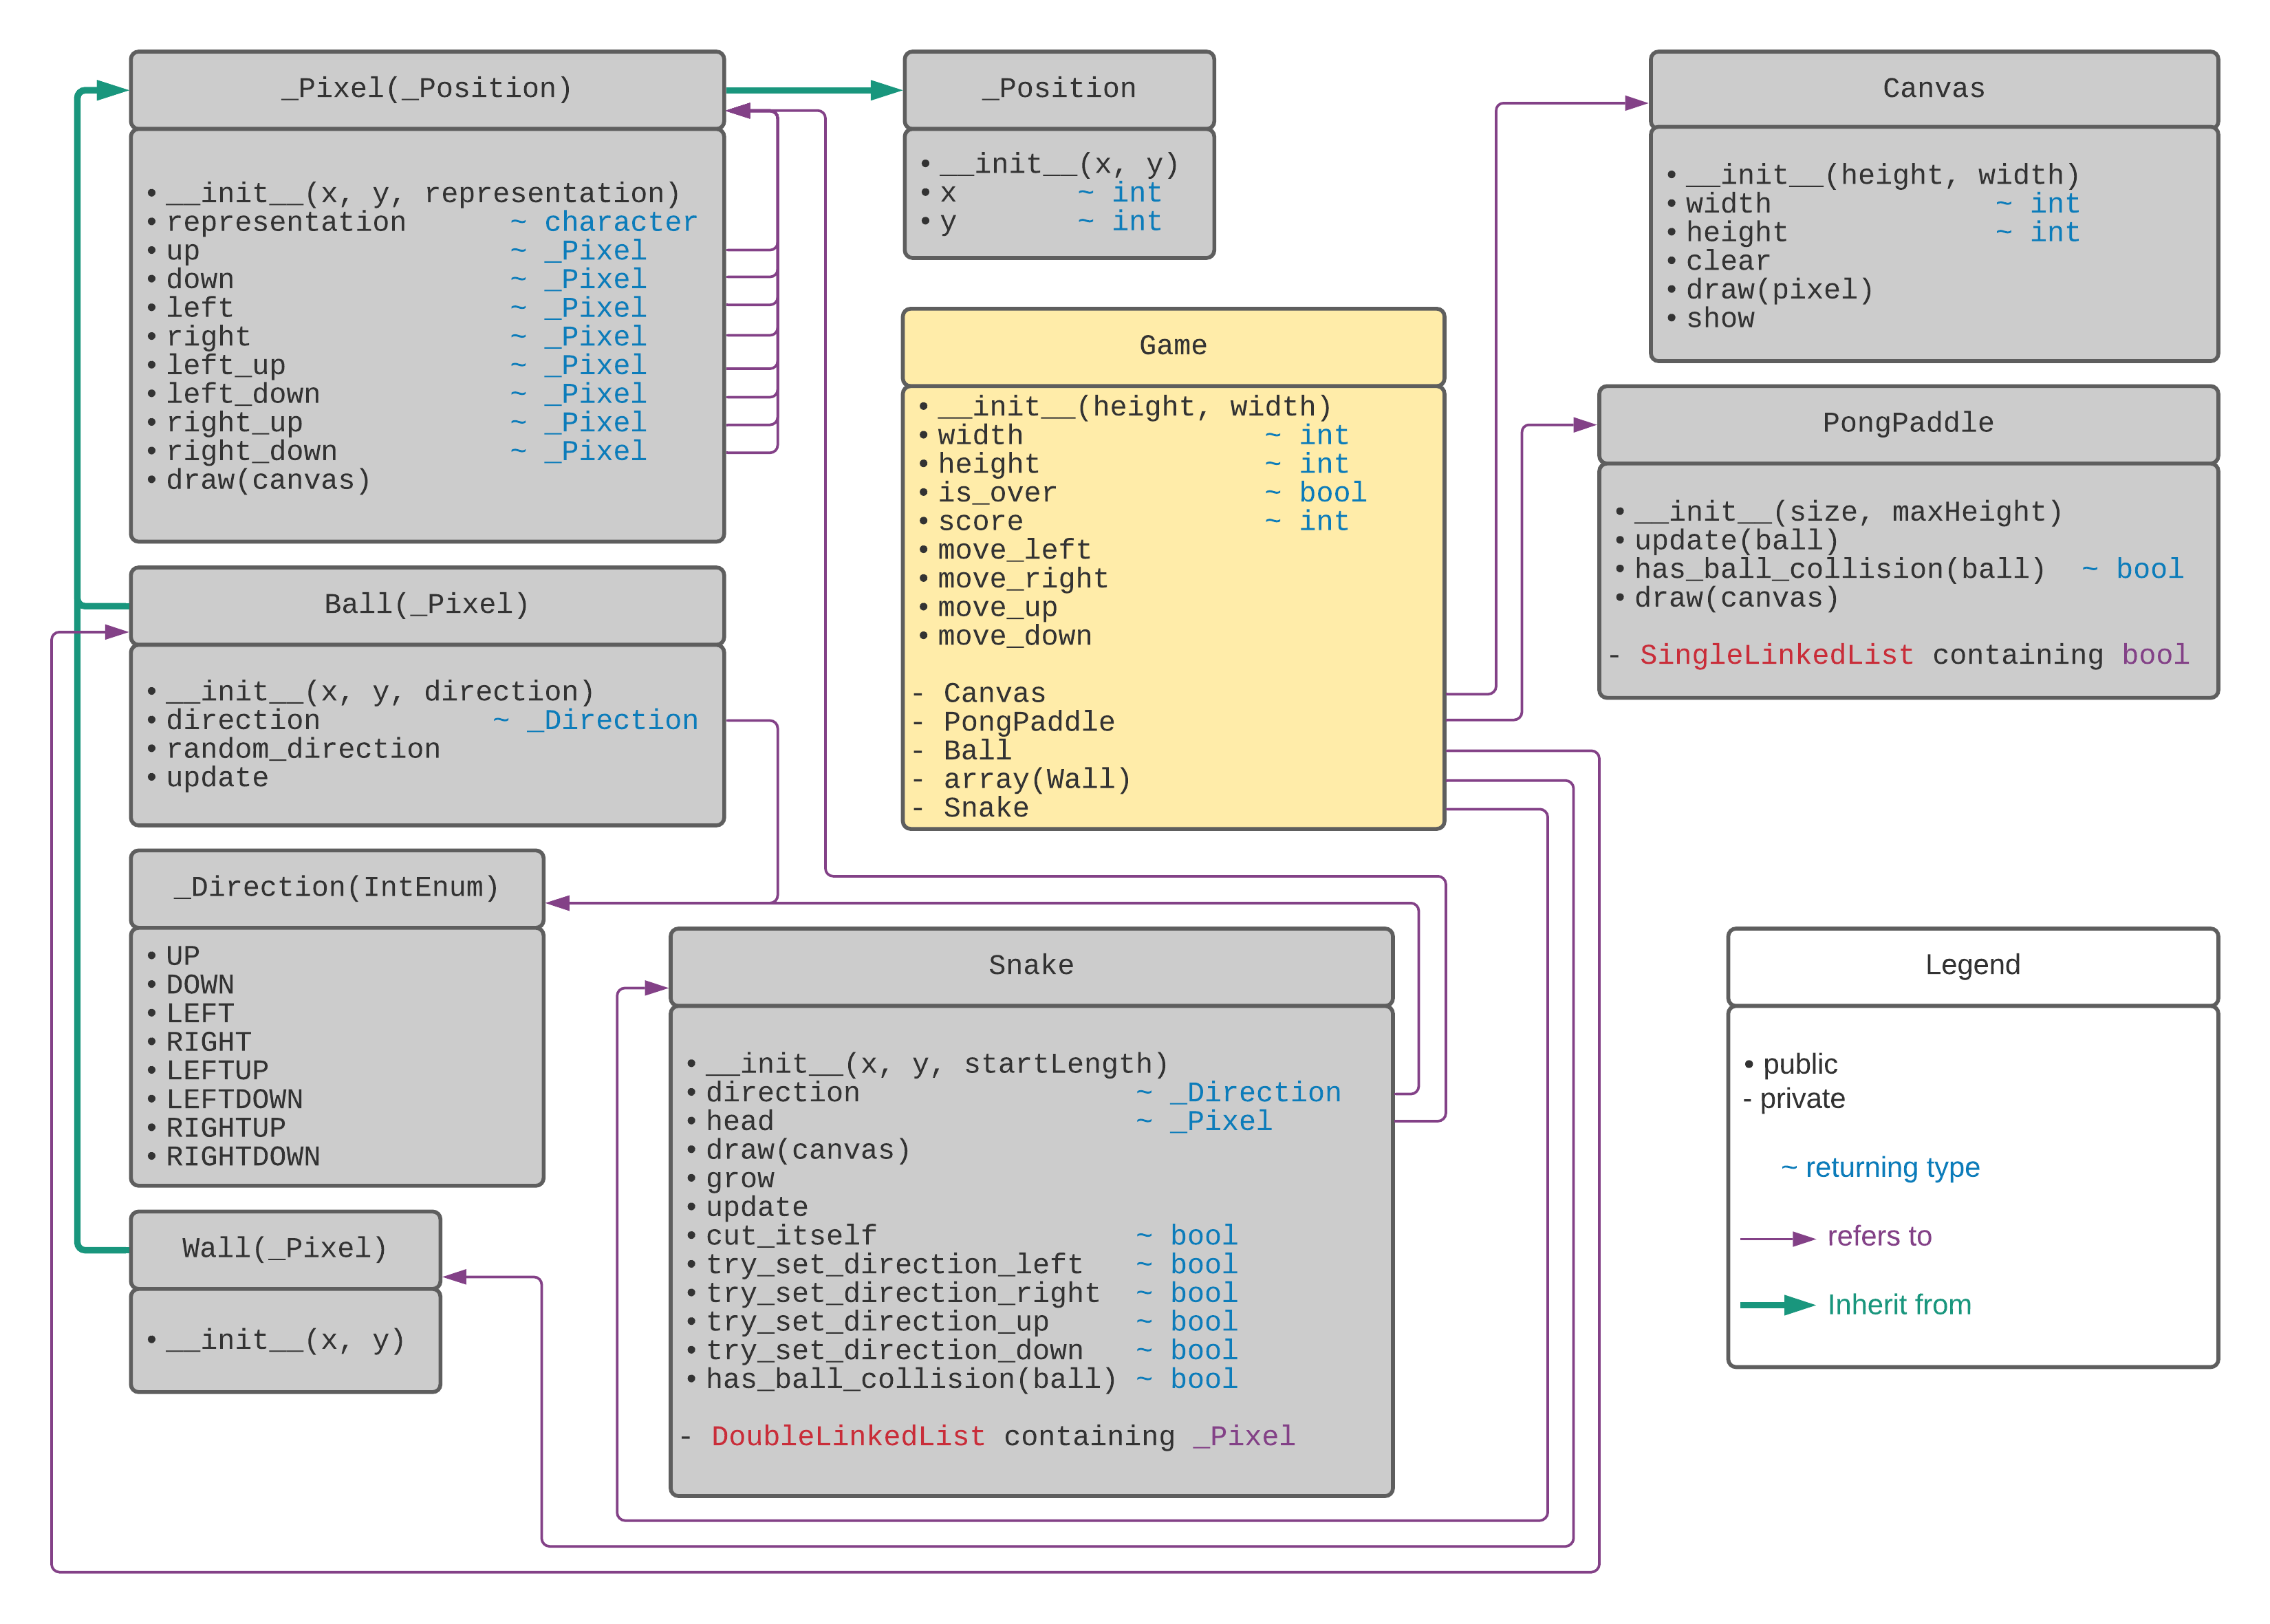 _Pixel(_Position)
• __init__(x, y, representation)
• representation ~ character
• up ~ _Pixel
• down ~ _Pixel
• left ~ _Pixel
• right ~ _Pixel
• left_up ~ _Pixel
• left_down ~ _Pixel
• right_up ~ _Pixel
• right_down ~ _Pixel
• draw(canvas)
_Position
• __init__(x, y)
• x ~ int
• y ~ int
Canvas
• __init__(height, width)
• width ~ int
• height ~ int
• clear
• draw(pixel)
• show
Game
• __init__(height, width)
• width ~ int
• height ~ int
• is_over ~ bool
• score ~ int
• move_left
• move_right
• move_up
• move_down
- Canvas
- PongPaddle
- Ball
- array(Wall)
- Snake
PongPaddle
• __init__(size, maxHeight)
• update(ball)
• has_ball_collision(ball) ~ bool
• draw(canvas)
- SingleLinkedList containing bool
Ball(_Pixel)
• __init__(x, y, direction)
• direction ~ _Direction
• random_direction
• update
_Direction(IntEnum)
• UP
• DOWN
• LEFT
• RIGHT
• LEFTUP
• LEFTDOWN
• RIGHTUP
• RIGHTDOWN
Snake
• __init__(x, y, startLength)
• direction ~ _Direction
• head ~ _Pixel
• draw(canvas)
• grow
• update
• cut_itself ~ bool
• try_set_direction_left ~ bool
• try_set_direction_right ~ bool
• try_set_direction_up ~ bool
• try_set_direction_down ~ bool
• has_ball_collision(ball) ~ bool
- DoubleLinkedList containing _Pixel
Wall(_Pixel)
• __init__(x, y)
Legend
• public
- private
~ returning type
refers to
Inherit from